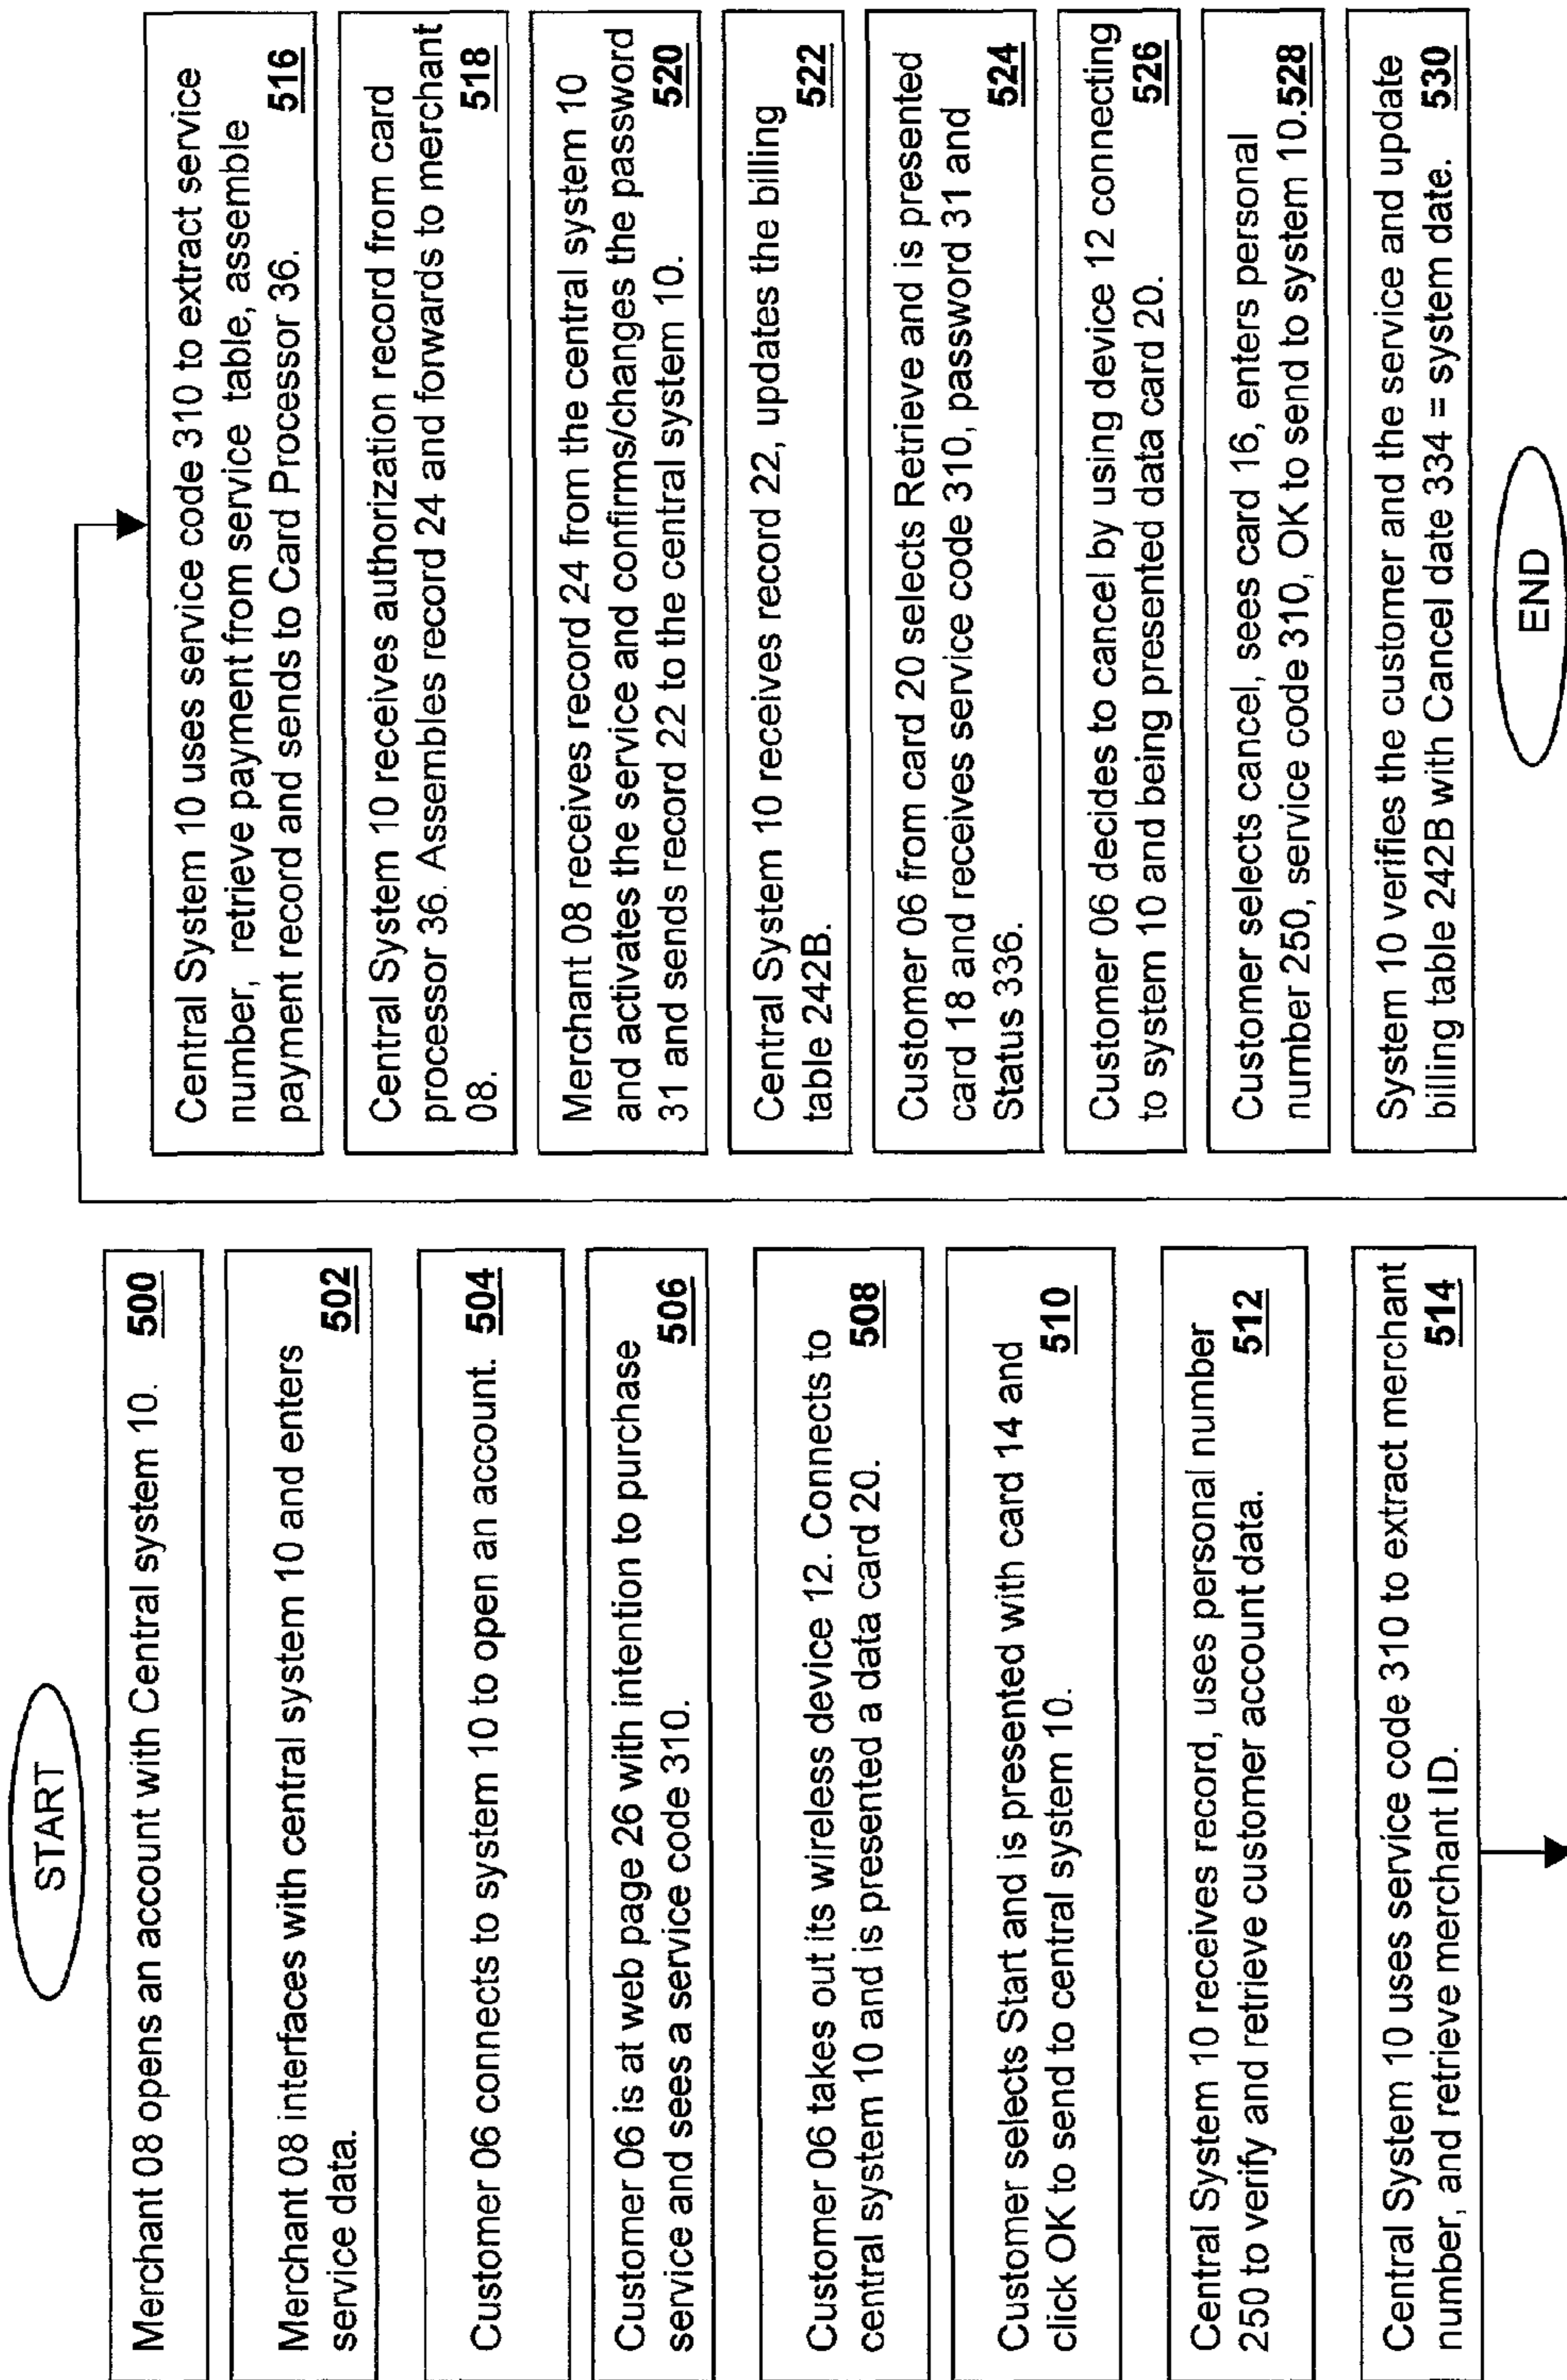 START
Merchant 08 opens an account with Central system 10. 500
Merchant 08 interfaces with central system 10 and enters
service data. 502
Customer 06 connects to system 10 to open an account. 504
Customer 06 is at web page 26 with intention to purchase
service and sees a service code 310. 506
Customer 06 takes out its wireless device 12. Connects to
central system 10 and is presented a data card 20. 508
Customer selects Start and is presented with card 14 and
click OK to send to central system 10. 510
Central System 10 receives record, uses personal number
250 to verify and retrieve customer account data. 512
Central System 10 uses service code 310 to extract merchant
number, and retrieve merchant ID. 514
Central System 10 uses service code 310 to extract service
number, retrieve payment from service table, assemble
payment record and sends to Card Processor 36. 516
Central System 10 receives authorization record from card
processor 36. Assembles record 24 and forwards to merchant
08. 518
Merchant 08 receives record 24 from the central system 10
and activates the service and confirms/changes the password
31 and sends record 22 to the central system 10. 520
Central System 10 receives record 22, updates the billing
table 242B. 522
Customer 06 from card 20 selects Retrieve and is presented
card 18 and receives service code 310, password 31 and
Status 336. 524
Customer 06 decides to cancel by using device 12 connecting
to system 10 and being presented data card 20. 526
Customer selects cancel, sees card 16, enters personal
number 250, service code 310, OK to send to system 10. 528
System 10 verifies the customer and the service and update
billing table 242B with Cancel date 334 = system date. 530
END